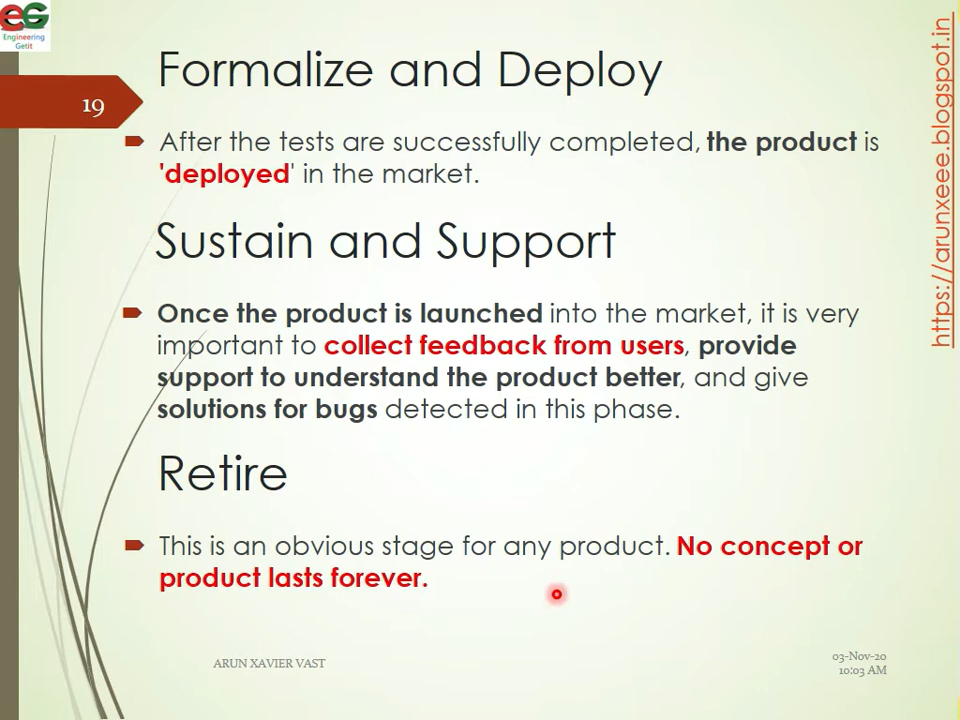 EG
Engineering
Getit
19
Formalize and Deploy
After the tests are successfully completed, the product is
'deployed' in the market.
Sustain and Support
Once the product is launched into the market, it is very
important to collect feedback from users, provide
support to understand the product better, and give
solutions for bugs detected in this phase.
Retire
This is an obvious stage for any product. No concept or
product lasts forever.
ARUN XAVIER VAST
03-Nov-20
10:03 AM
https://arunxeee.blogspot.in